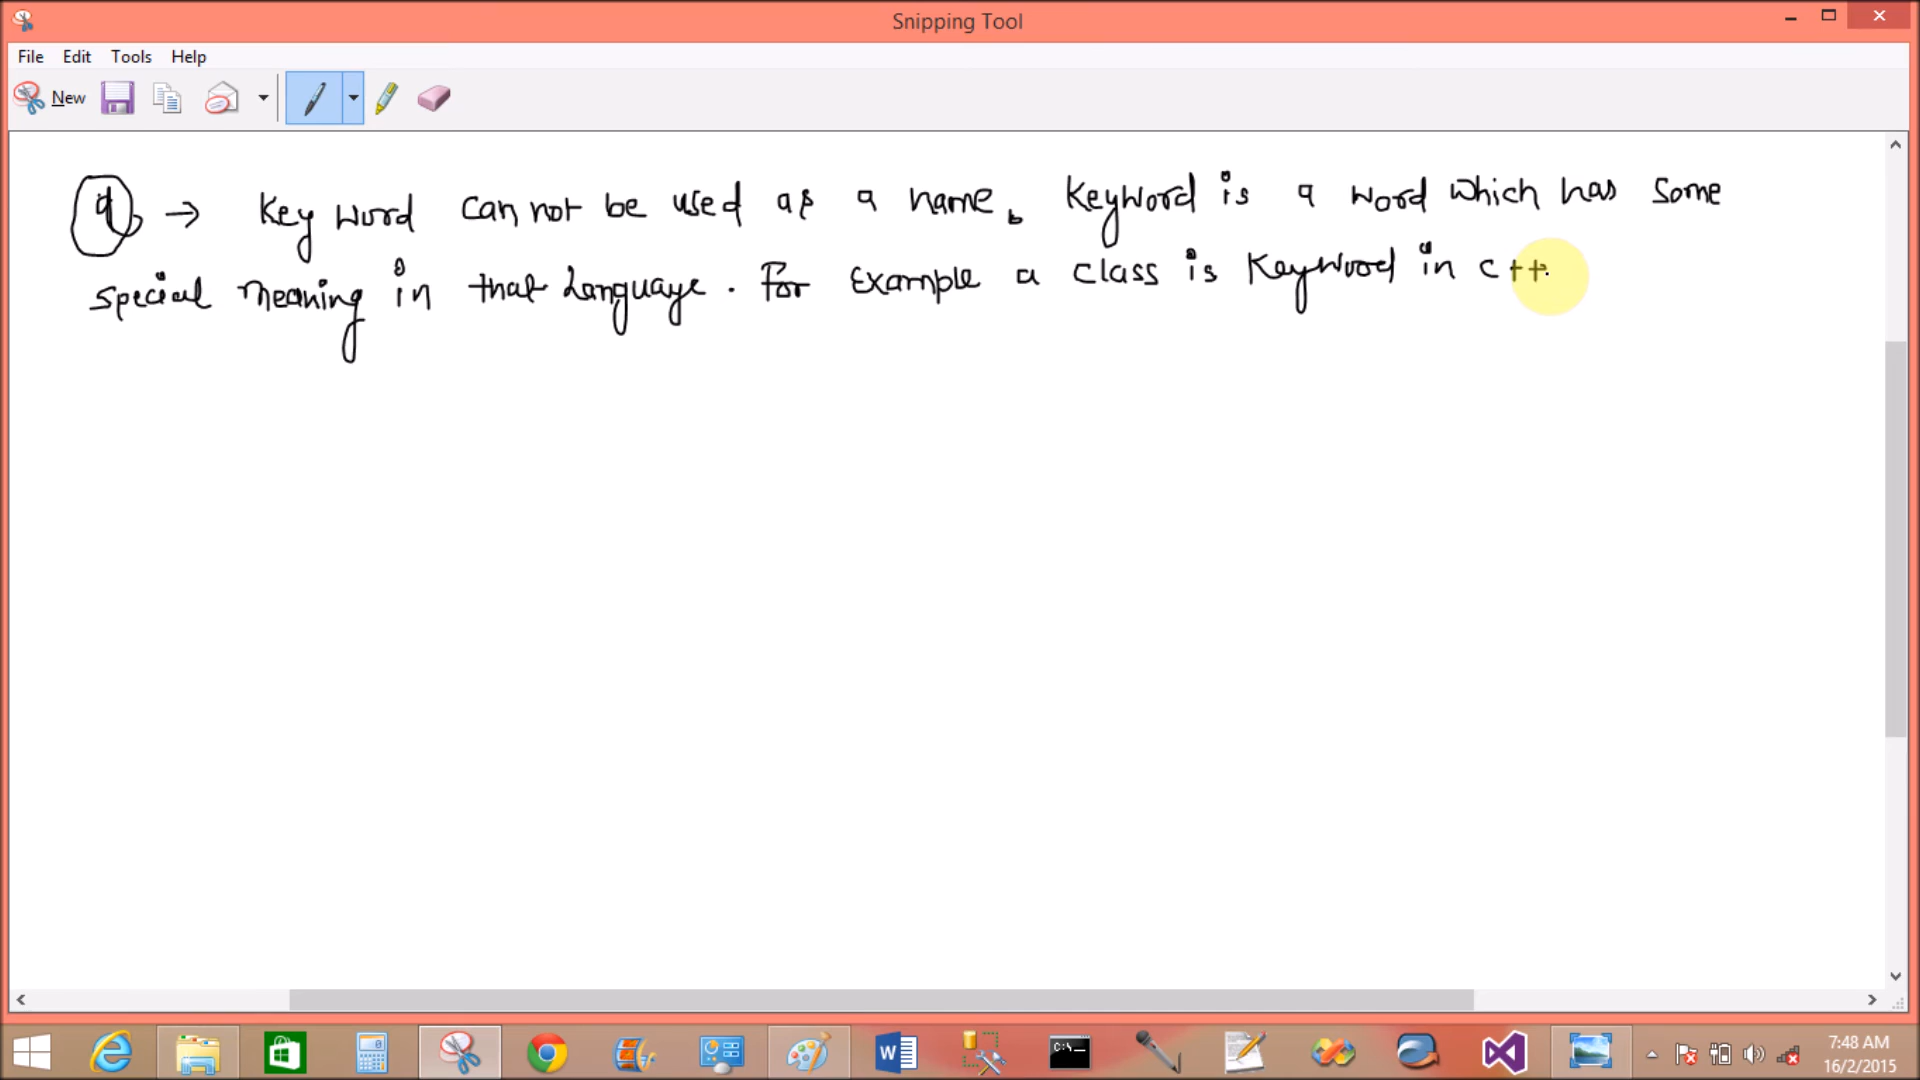 Snipping Tool
File Edit Tools Help
New
4 → Key word can not be used as a name. Keyword is a word which has some
special meaning in that Language. For Example a class is Keyword in c++.
7:48 AM
16/2/2015